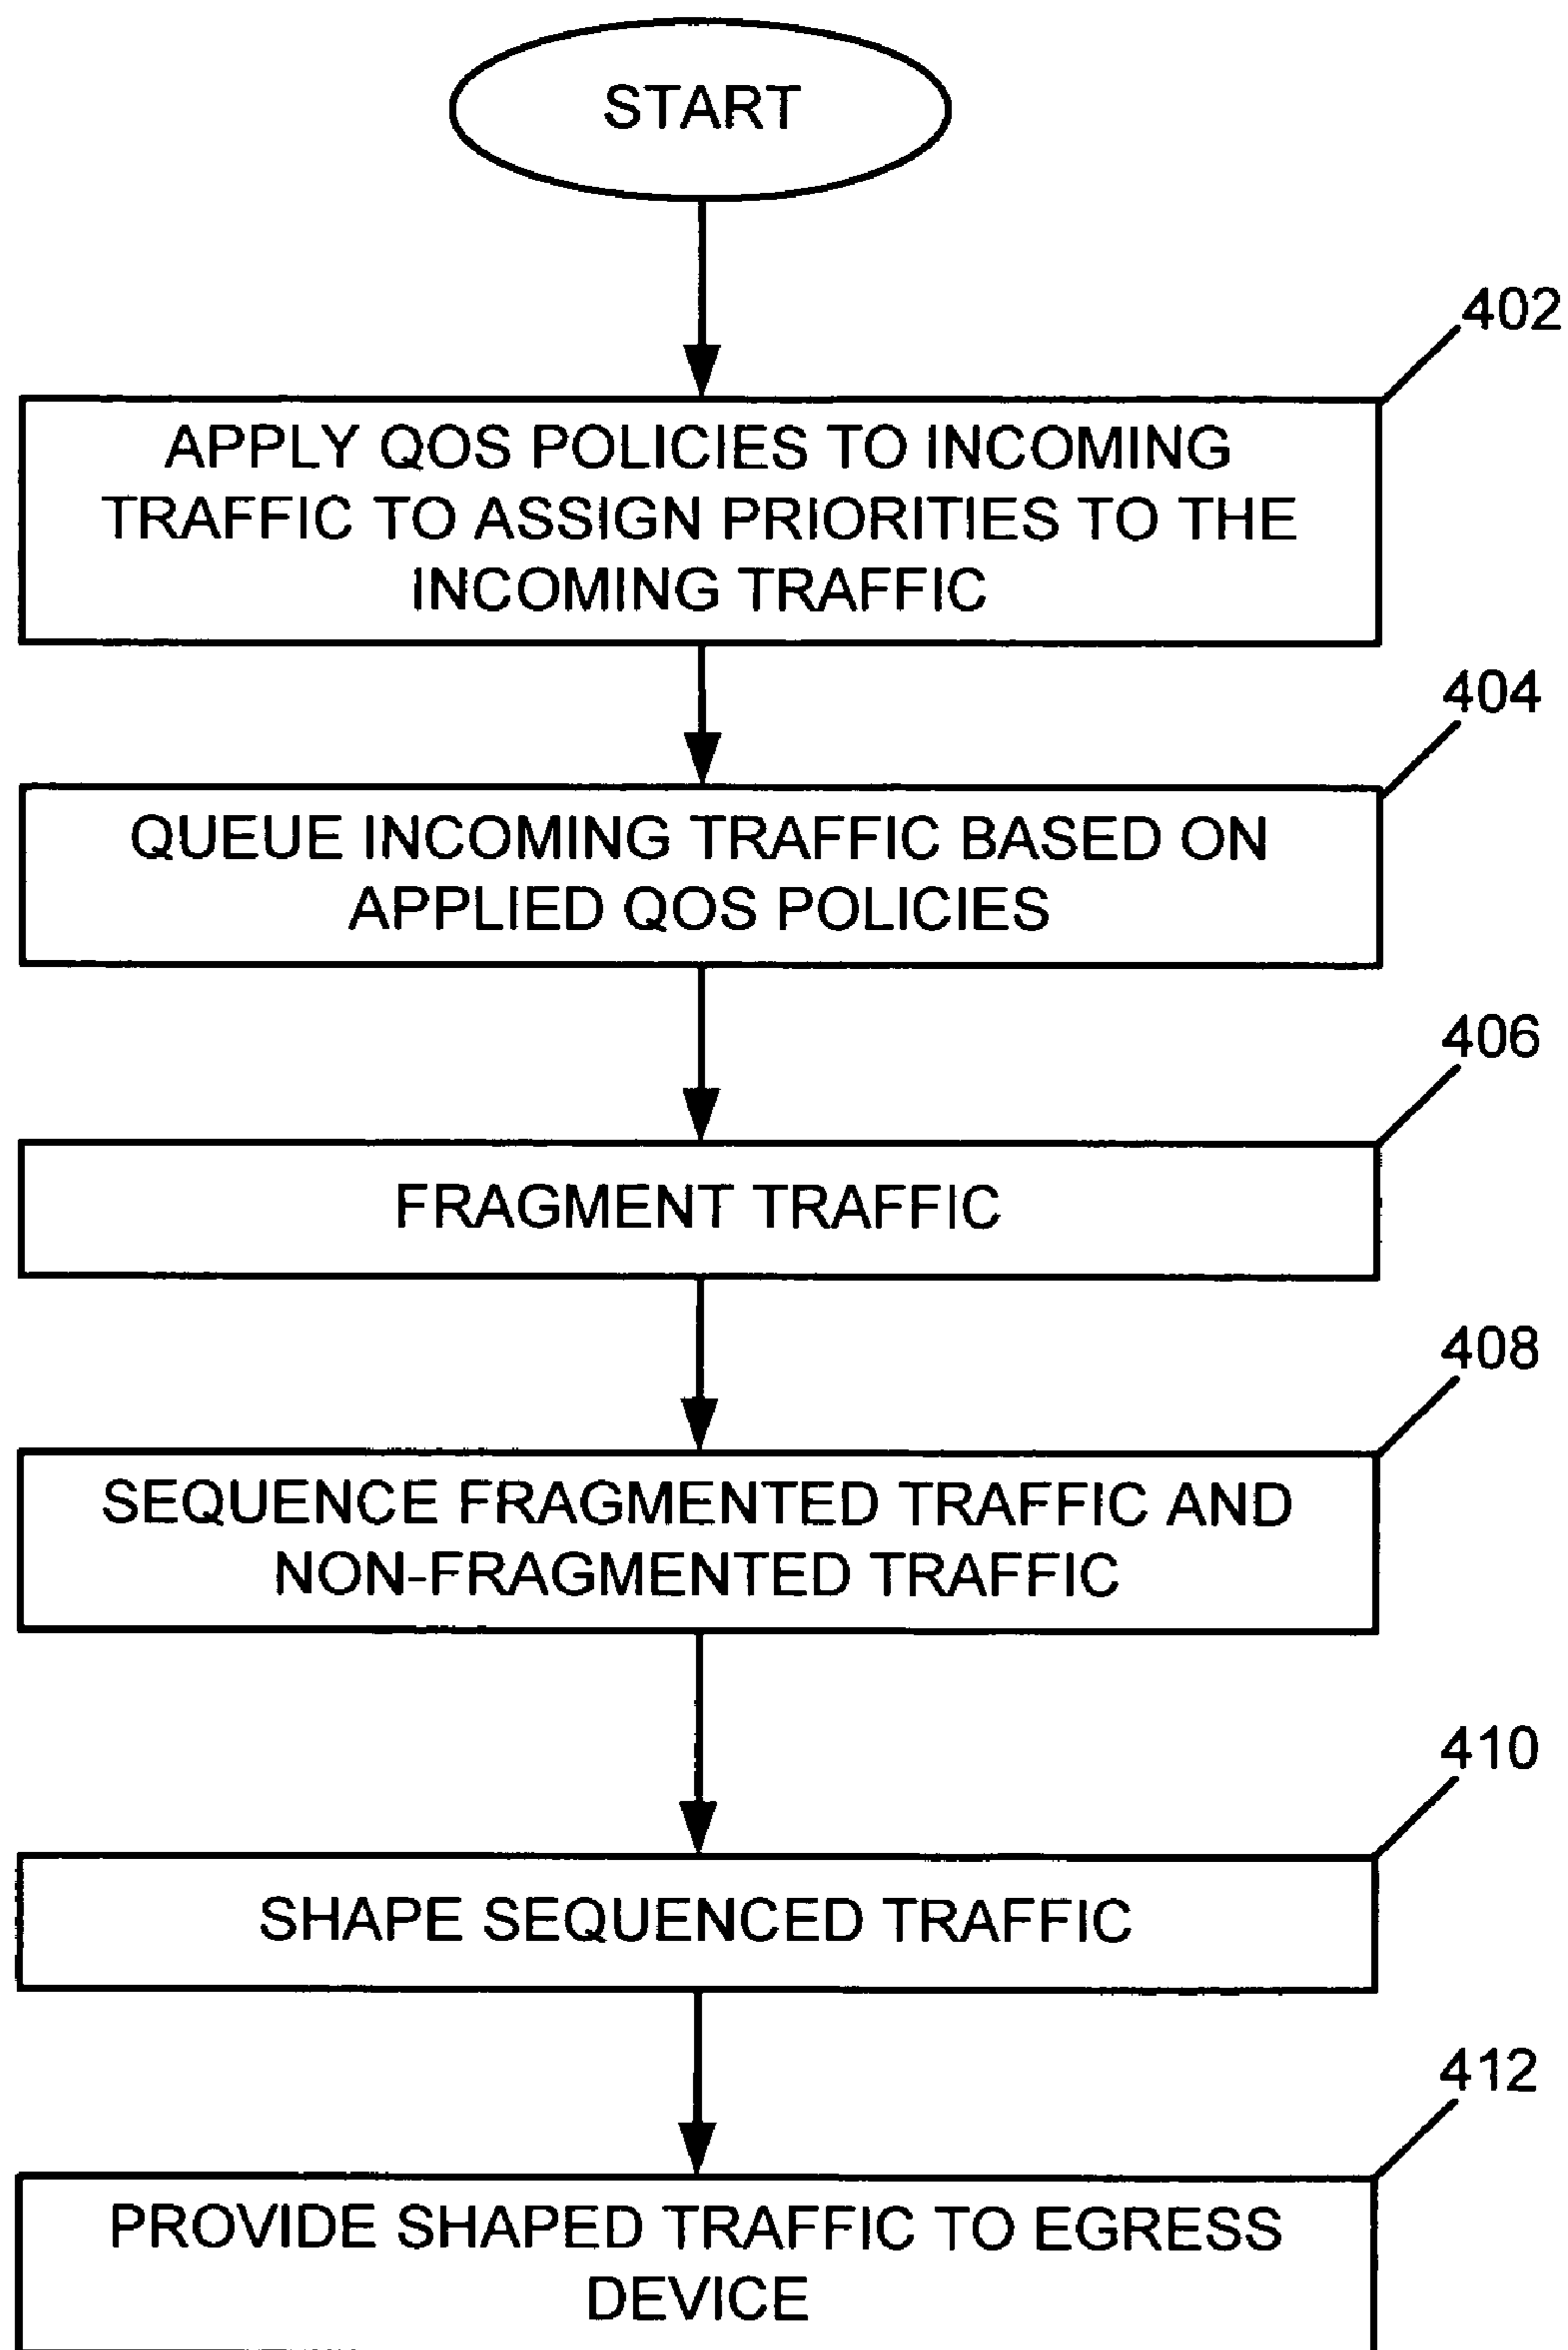 START
402
APPLY QOS POLICIES TO INCOMING
TRAFFIC TO ASSIGN PRIORITIES TO THE
INCOMING TRAFFIC
404
QUEUE INCOMING TRAFFIC BASED ON
APPLIED QOS POLICIES
406
FRAGMENT TRAFFIC
408
SEQUENCE FRAGMENTED TRAFFIC AND
NON-FRAGMENTED TRAFFIC
410
SHAPE SEQUENCED TRAFFIC
412
PROVIDE SHAPED TRAFFIC TO EGRESS
DEVICE